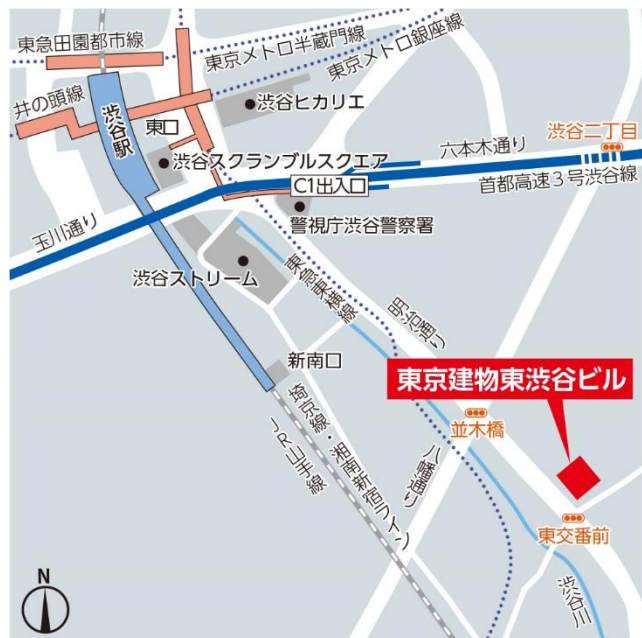 東急田園都市線
東京メトロ半蔵門線
東京メトロ銀座線
井の頭線
渋谷駅
東口
渋谷ヒカリエ
渋谷スクランブルスクエア
渋谷二丁目
六本木通り
首都高速3号渋谷線
C1出入口
警視庁渋谷警察署
玉川通り
渋谷ストリーム
東急東横線
明治通り
新南口
東京建物東渋谷ビル
並木橋
埼京線・湘南新宿ライン
JR山手線
八幡通り
東交番前
渋谷川
N